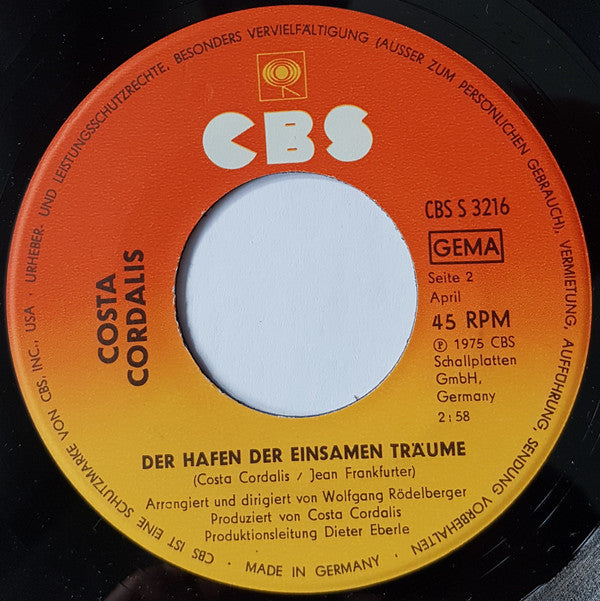 CBS IST EINE SCHUTZMARKE VON CBS, INC., USA · URHEBER- UND LEISTUNGSSCHUTZRECHTE, BESONDERS VERVIELFÄLTIGUNG (AUSSER ZUM PERSÖNLICHEN GEBRAUCH), VERMIETUNG, AUFFÜHRUNG, SENDUNG VORBEHALTEN · MADE IN GERMANY ·
CBS
COSTA
CORDALIS
CBS S 3216
GEMA
Seite 2
April
45 RPM
Ⓟ 1975 CBS
Schallplatten
GmbH,
Germany
2:58
DER HAFEN DER EINSAMEN TRÄUME
(Costa Cordalis / Jean Frankfurter)
Arrangiert und dirigiert von Wolfgang Rödelberger
Produziert von Costa Cordalis
Produktionsleitung Dieter Eberle